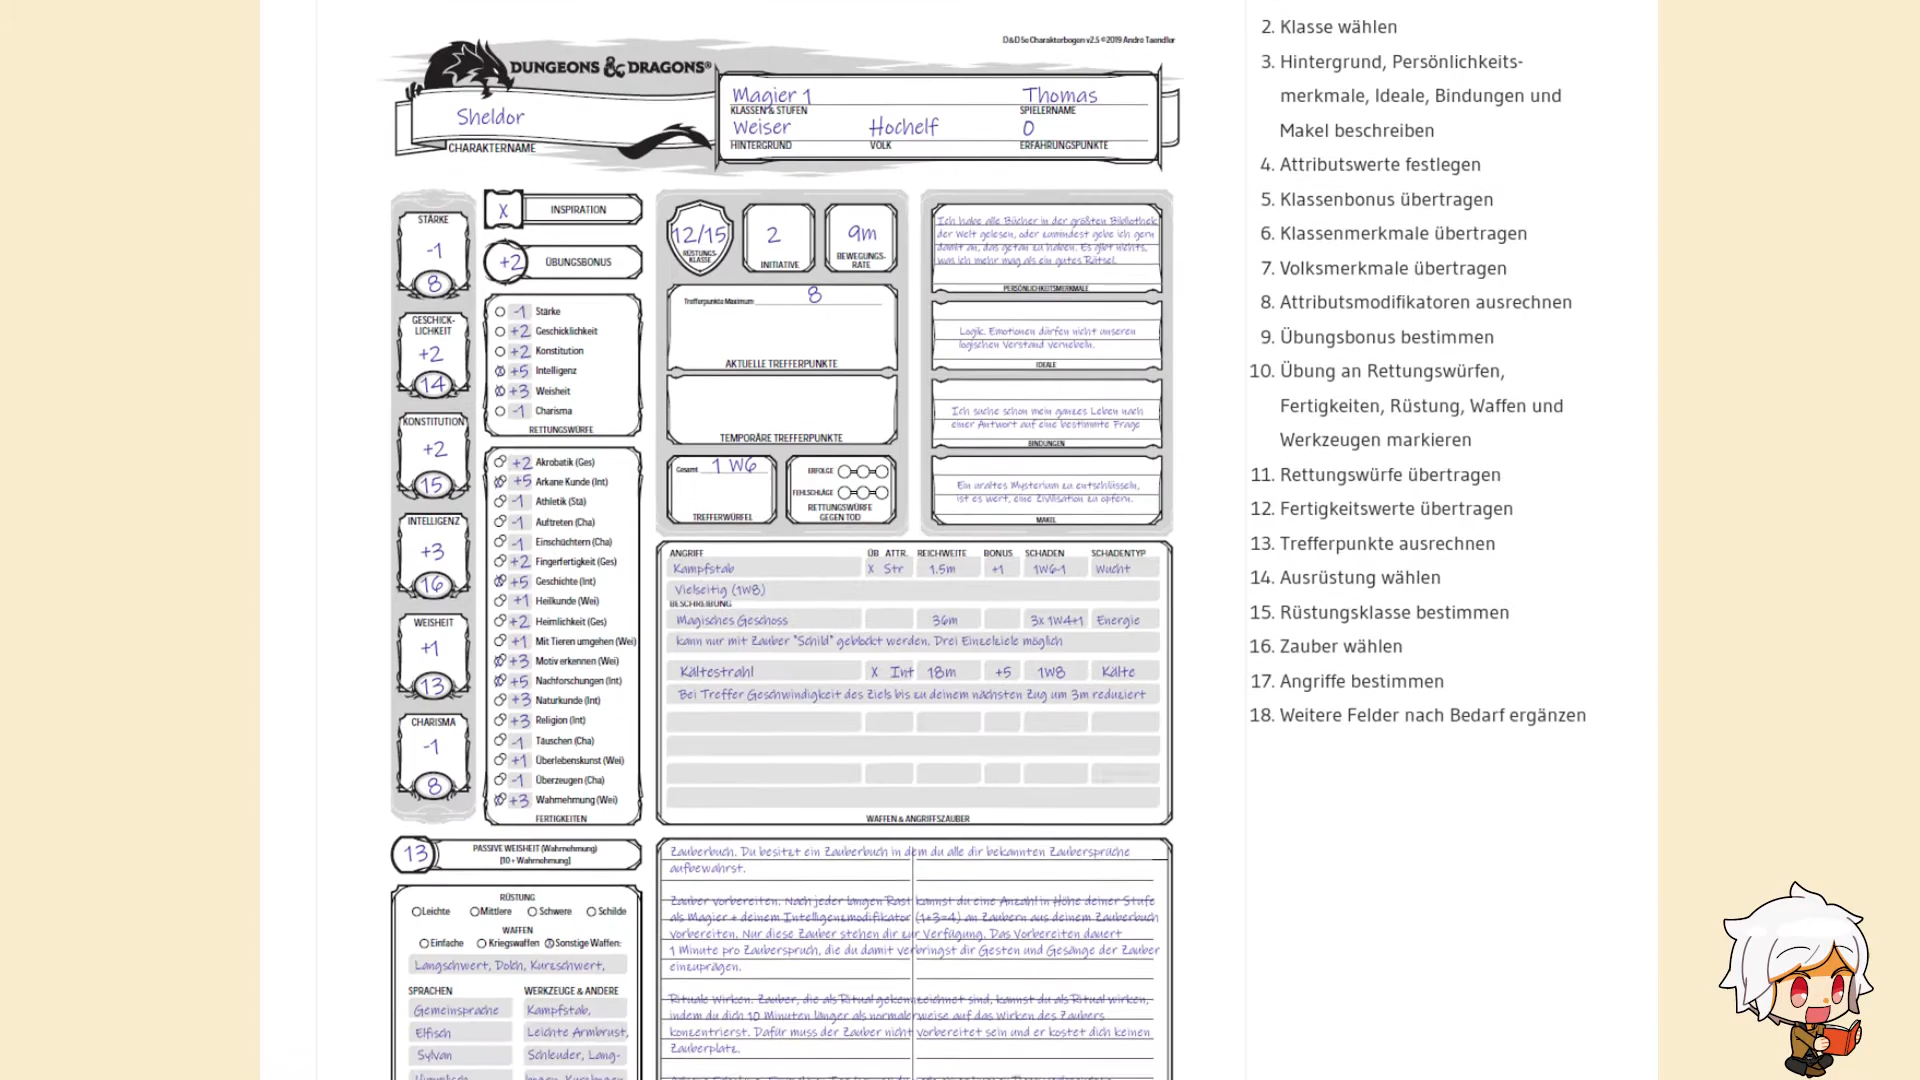 D&D 5e Charakterbogen v2.5 ©2019 André Taendler
DUNGEONS & DRAGONS®
Sheldor
CHARAKTERNAME
Magier 1
Thomas
KLASSEN & STUFEN
SPIELERNAME
Weiser
Hochelf
0
HINTERGRUND
VOLK
ERFAHRUNGSPUNKTE
STÄRKE
-1
8
GESCHICK-
LICHKEIT
+2
14
KONSTITUTION
+2
15
INTELLIGENZ
+3
16
WEISHEIT
+1
13
CHARISMA
-1
8
X INSPIRATION
+2 ÜBUNGSBONUS
-1 Stärke
+2 Geschicklichkeit
+2 Konstitution
+5 Intelligenz
+3 Weisheit
-1 Charisma
RETTUNGSWÜRFE
+2 Akrobatik (Ges)
+5 Arkane Kunde (Int)
-1 Athletik (Stä)
-1 Auftreten (Cha)
-1 Einschüchtern (Cha)
+2 Fingerfertigkeit (Ges)
+5 Geschichte (Int)
+1 Heilkunde (Wei)
+2 Heimlichkeit (Ges)
+1 Mit Tieren umgehen (Wei)
+3 Motiv erkennen (Wei)
+5 Nachforschungen (Int)
+3 Naturkunde (Int)
+3 Religion (Int)
-1 Täuschen (Cha)
+1 Überlebenskunst (Wei)
-1 Überzeugen (Cha)
+3 Wahrnehmung (Wei)
FERTIGKEITEN
13 PASSIVE WEISHEIT (Wahrnehmung)
[10 + Wahrnehmung]
RÜSTUNG
Leichte Mittlere Schwere Schilde
WAFFEN
Einfache Kriegswaffen Sonstige Waffen:
Langschwert, Dolch, Kurzschwert,
SPRACHEN WERKZEUGE & ANDERE
Gemeinsprache Kampfstab,
Elfisch Leichte Armbrust,
Sylvan Schleuder, Lang-
12/15
RÜSTUNGS-
KLASSE
2
INITIATIVE
9m
BEWEGUNGS-
RATE
Trefferpunkte Maximum 8
AKTUELLE TREFFERPUNKTE
TEMPORÄRE TREFFERPUNKTE
Gesamt 1 W6
TREFFERWÜRFEL
ERFOLGE
FEHLSCHLÄGE
RETTUNGSWÜRFE
GEGEN TOD
Ich habe alle Bücher in der größten Bibliothek
der Welt gelesen, oder zumindest gebe ich gern
damit an, das getan zu haben. Es gibt nichts,
was ich mehr mag als ein gutes Rätsel.
PERSÖNLICHKEITSMERKMALE
Logik. Emotionen dürfen nicht unseren
logischen Verstand vernebeln.
IDEALE
Ich suche schon mein ganzes Leben nach
einer Antwort auf eine bestimmte Frage
BINDUNGEN
Ein uraltes Mysterium zu entschlüsseln,
ist es wert, eine Zivilisation zu opfern.
MAKEL
ANGRIFF ÜB ATTR. REICHWEITE BONUS SCHADEN SCHADENTYP
Kampfstab X Str 1.5m +1 1W6-1 Wucht
Vielseitig (1W8)
BESCHREIBUNG
Magisches Geschoss 36m 3x 1W4+1 Energie
kann nur mit Zauber "Schild" geblockt werden. Drei Einzelziele möglich
Kältestrahl X Int 18m +5 1W8 Kälte
Bei Treffer Geschwindigkeit des Ziels bis zu deinem nächsten Zug um 3m reduziert
WAFFEN & ANGRIFFSZAUBER
Zauberbuch. Du besitzt ein Zauberbuch in dem du alle dir bekannten Zaubersprüche
aufbewahrst.
Zauber vorbereiten. Nach jeder langen Rast kannst du eine Anzahl in Höhe deiner Stufe
als Magier + deinem Intelligenzmodifikator (1+3=4) an Zaubern aus deinem Zauberbuch
vorbereiten. Nur diese Zauber stehen dir zur Verfügung. Das Vorbereiten dauert
1 Minute pro Zauberspruch, die du damit verbringst dir Gesten und Gesänge der Zauber
einzuprägen.
Rituale wirken. Zauber, die als Ritual gekennzeichnet sind, kannst du als Ritual wirken,
indem du dich 10 Minuten länger als normalerweise auf das Wirken des Zaubers
konzentrierst. Dafür muss der Zauber nicht vorbereitet sein und er kostet dich keinen
Zauberplatz.
2. Klasse wählen
3. Hintergrund, Persönlichkeits-
merkmale, Ideale, Bindungen und
Makel beschreiben
4. Attributswerte festlegen
5. Klassenbonus übertragen
6. Klassenmerkmale übertragen
7. Volksmerkmale übertragen
8. Attributsmodifikatoren ausrechnen
9. Übungsbonus bestimmen
10. Übung an Rettungswürfen,
Fertigkeiten, Rüstung, Waffen und
Werkzeugen markieren
11. Rettungswürfe übertragen
12. Fertigkeitswerte übertragen
13. Trefferpunkte ausrechnen
14. Ausrüstung wählen
15. Rüstungsklasse bestimmen
16. Zauber wählen
17. Angriffe bestimmen
18. Weitere Felder nach Bedarf ergänzen